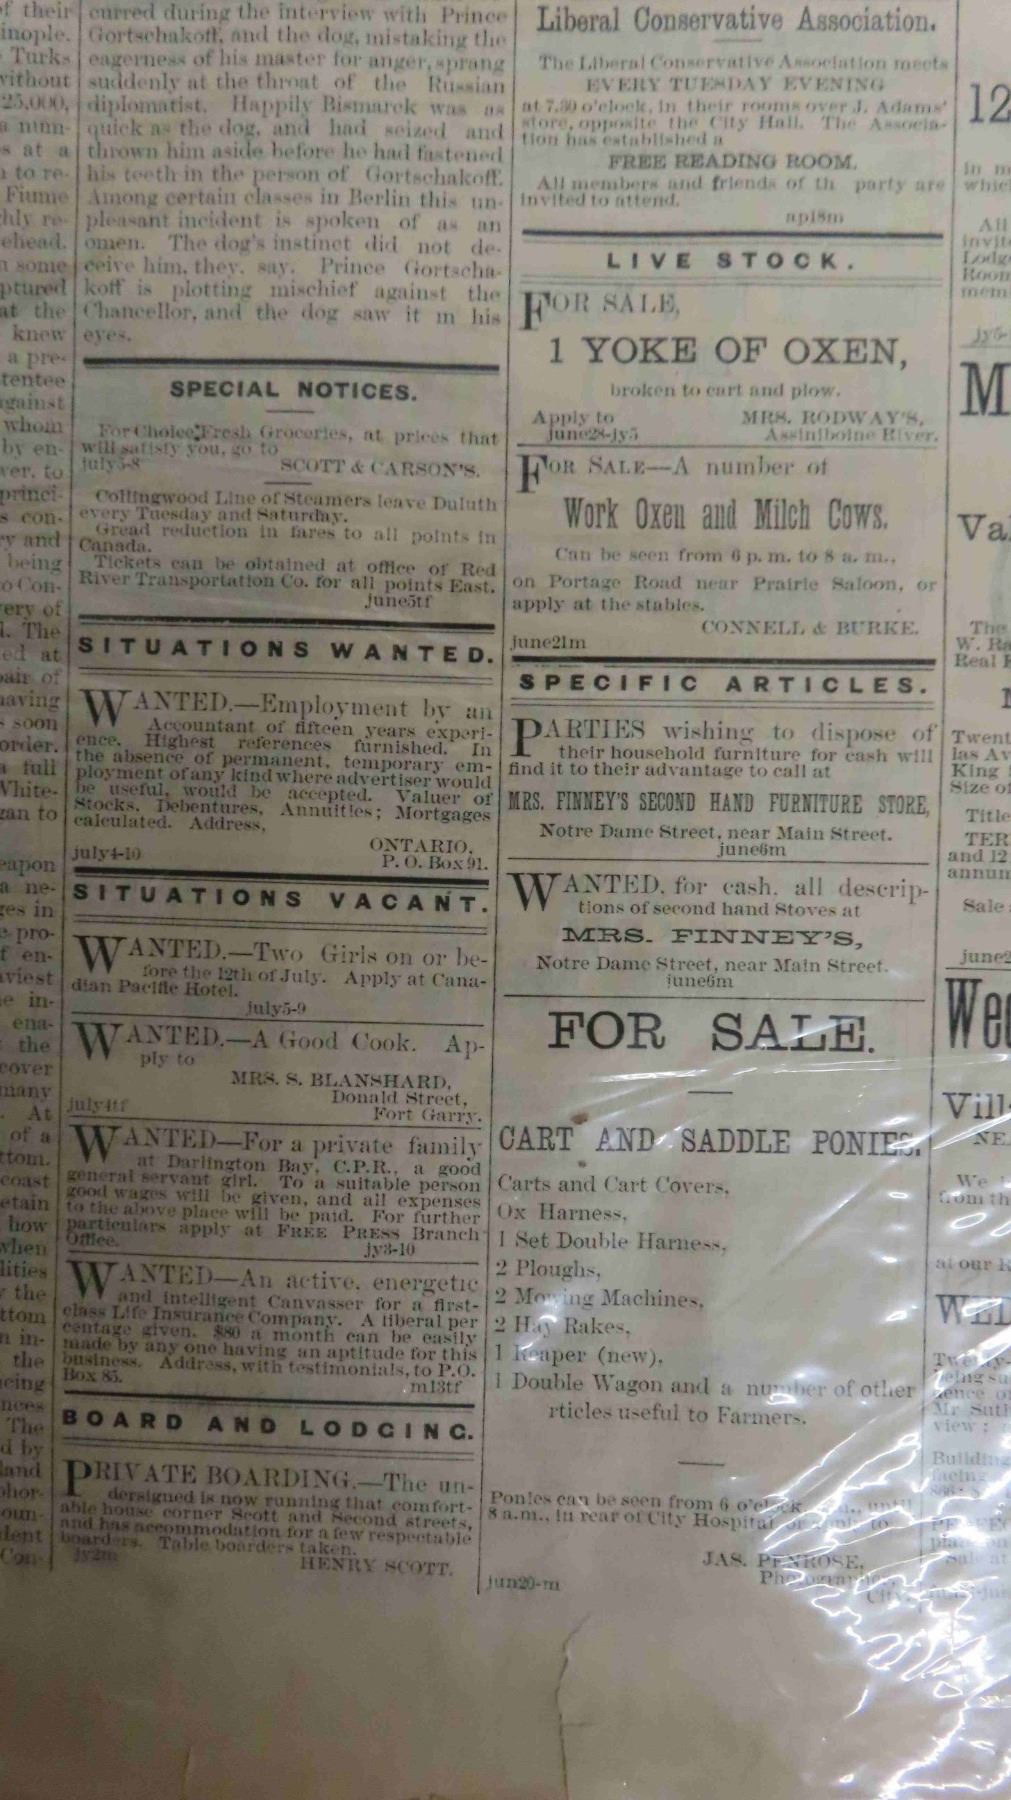 curred during the interview with Prince
Gortschakoff, and the dog, mistaking the
eagerness of his master for anger, sprang
suddenly at the throat of the Russian
diplomatist. Happily Bismarck was as
quick as the dog, and had seized and
thrown him aside before he had fastened
his teeth in the person of Gortschakoff.
Among certain classes in Berlin this un-
pleasant incident is spoken of as an
omen. The dog's instinct did not de-
ceive him, they. say. Prince Gortscha-
koff is plotting mischief against the
Chancellor, and the dog saw it in his
eyes.
SPECIAL NOTICES.
For Choice Fresh Groceries, at prices that
will satisfy you, go to
july5-8 SCOTT & CARSON'S.
Collingwood Line of Steamers leave Duluth
every Tuesday and Saturday.
Gread reduction in fares to all points in
Canada.
Tickets can be obtained at office of Red
River Transportation Co. for all points East.
june5tf
SITUATIONS WANTED.
WANTED.—Employment by an
Accountant of fifteen years experi-
ence. Highest references furnished. In
the absence of permanent, temporary em-
ployment of any kind where advertiser would
be useful, would be accepted. Valuer of
Stocks, Debentures, Annuities; Mortgages
calculated. Address,
ONTARIO,
july4-10 P. O. Box 91.
SITUATIONS VACANT.
WANTED.—Two Girls on or be-
fore the 12th of July. Apply at Cana-
dian Pacific Hotel.
july5-9
WANTED.—A Good Cook. Ap-
ply to
MRS. S. BLANSHARD,
Donald Street,
july4tf Fort Garry.
WANTED—For a private family
at Darlington Bay, C.P.R., a good
general servant girl. To a suitable person
good wages will be given, and all expenses
to the above place will be paid. For further
particulars apply at FREE PRESS Branch
Office. jy3-10
WANTED—An active, energetic
and intelligent Canvasser for a first-
class Life Insurance Company. A liberal per
centage given. $80 a month can be easily
made by any one having an aptitude for this
business. Address, with testimonials, to P.O.
Box 85. m13tf
BOARD AND LODGING.
PRIVATE BOARDING.—The un-
dersigned is now running that comfort-
able house corner Scott and Second streets,
and has accommodation for a few respectable
boarders. Table boarders taken.
jy2m HENRY SCOTT.
Liberal Conservative Association.
The Liberal Conservative Association meets
EVERY TUESDAY EVENING
at 7.30 o'clock, in their rooms over J. Adams'
store, opposite the City Hall. The Associa-
tion has established a
FREE READING ROOM.
All members and friends of th party are
invited to attend.
ap18m
LIVE STOCK.
FOR SALE,
1 YOKE OF OXEN,
broken to cart and plow.
Apply to MRS. RODWAY'S,
june28-jy5 Assiniboine River.
FOR SALE—A number of
Work Oxen and Milch Cows.
Can be seen from 6 p. m. to 8 a. m.,
on Portage Road near Prairie Saloon, or
apply at the stables.
CONNELL & BURKE.
june21m
SPECIFIC ARTICLES.
PARTIES wishing to dispose of
their household furniture for cash will
find it to their advantage to call at
MRS. FINNEY'S SECOND HAND FURNITURE STORE,
Notre Dame Street, near Main Street.
june6m
WANTED, for cash, all descrip-
tions of second hand Stoves at
MRS. FINNEY'S,
Notre Dame Street, near Main Street.
june6m
FOR SALE.
CART AND SADDLE PONIES.
Carts and Cart Covers,
Ox Harness,
1 Set Double Harness,
2 Ploughs,
2 Mowing Machines,
2 Hay Rakes,
1 Reaper (new),
1 Double Wagon and a number of other
rticles useful to Farmers.
Ponies can be seen from 6 o'clock until
8 a.m., in rear of City Hospital, or apply to
JAS. PENROSE,
Photographer,
jun20-m City.